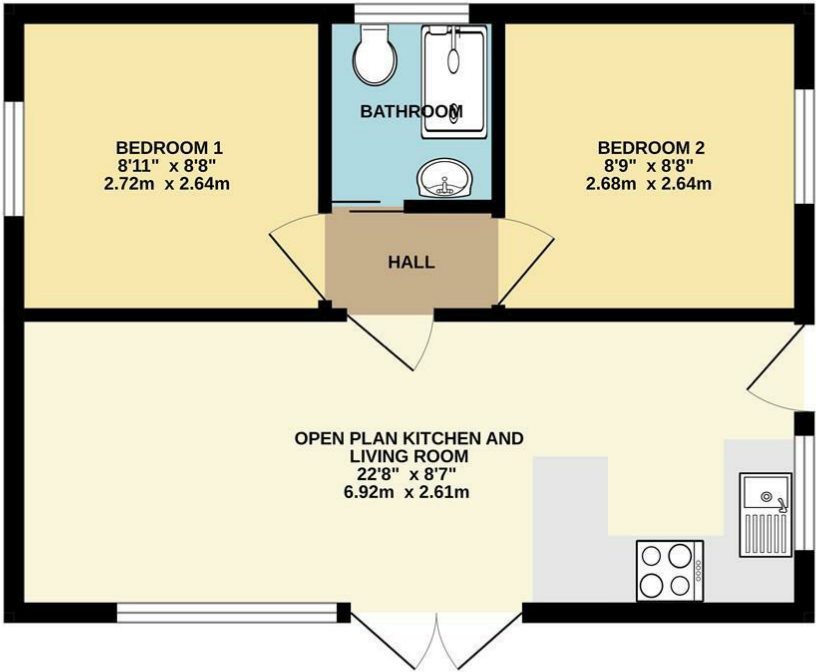 BATHROOM
BEDROOM 1
8'11" x 8'8"
2.72m x 2.64m
BEDROOM 2
8'9" x 8'8"
2.68m x 2.64m
HALL
OPEN PLAN KITCHEN AND
LIVING ROOM
22'8" x 8'7"
6.92m x 2.61m